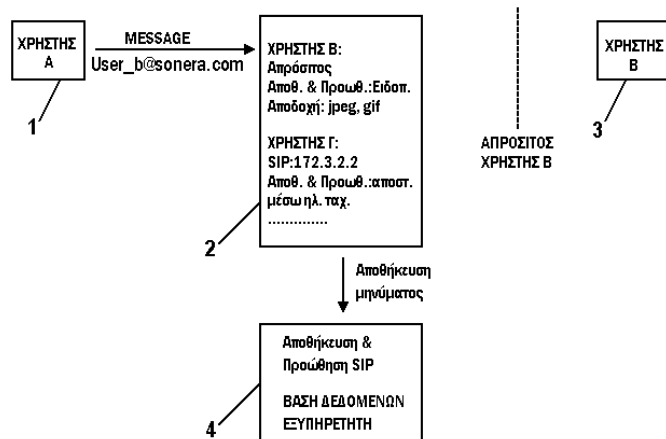 ΧΡΗΣΤΗΣ
Α
1
MESSAGE
User_b@sonera.com
ΧΡΗΣΤΗΣ Β:
Απρόσιτος
Αποθ. & Προωθ.:Ειδοπ.
Αποδοχή: jpeg, gif
ΧΡΗΣΤΗΣ Γ:
SIP:172.3.2.2
Αποθ. & Προωθ.:αποστ.
μέσω ηλ. ταχ.
..............
2
ΑΠΡΟΣΙΤΟΣ
ΧΡΗΣΤΗΣ Β
ΧΡΗΣΤΗΣ
Β
3
Αποθήκευση
μηνύματος
Αποθήκευση &
Προώθηση SIP
ΒΑΣΗ ΔΕΔΟΜΕΝΩΝ
ΕΞΥΠΗΡΕΤΗΤΗ
4